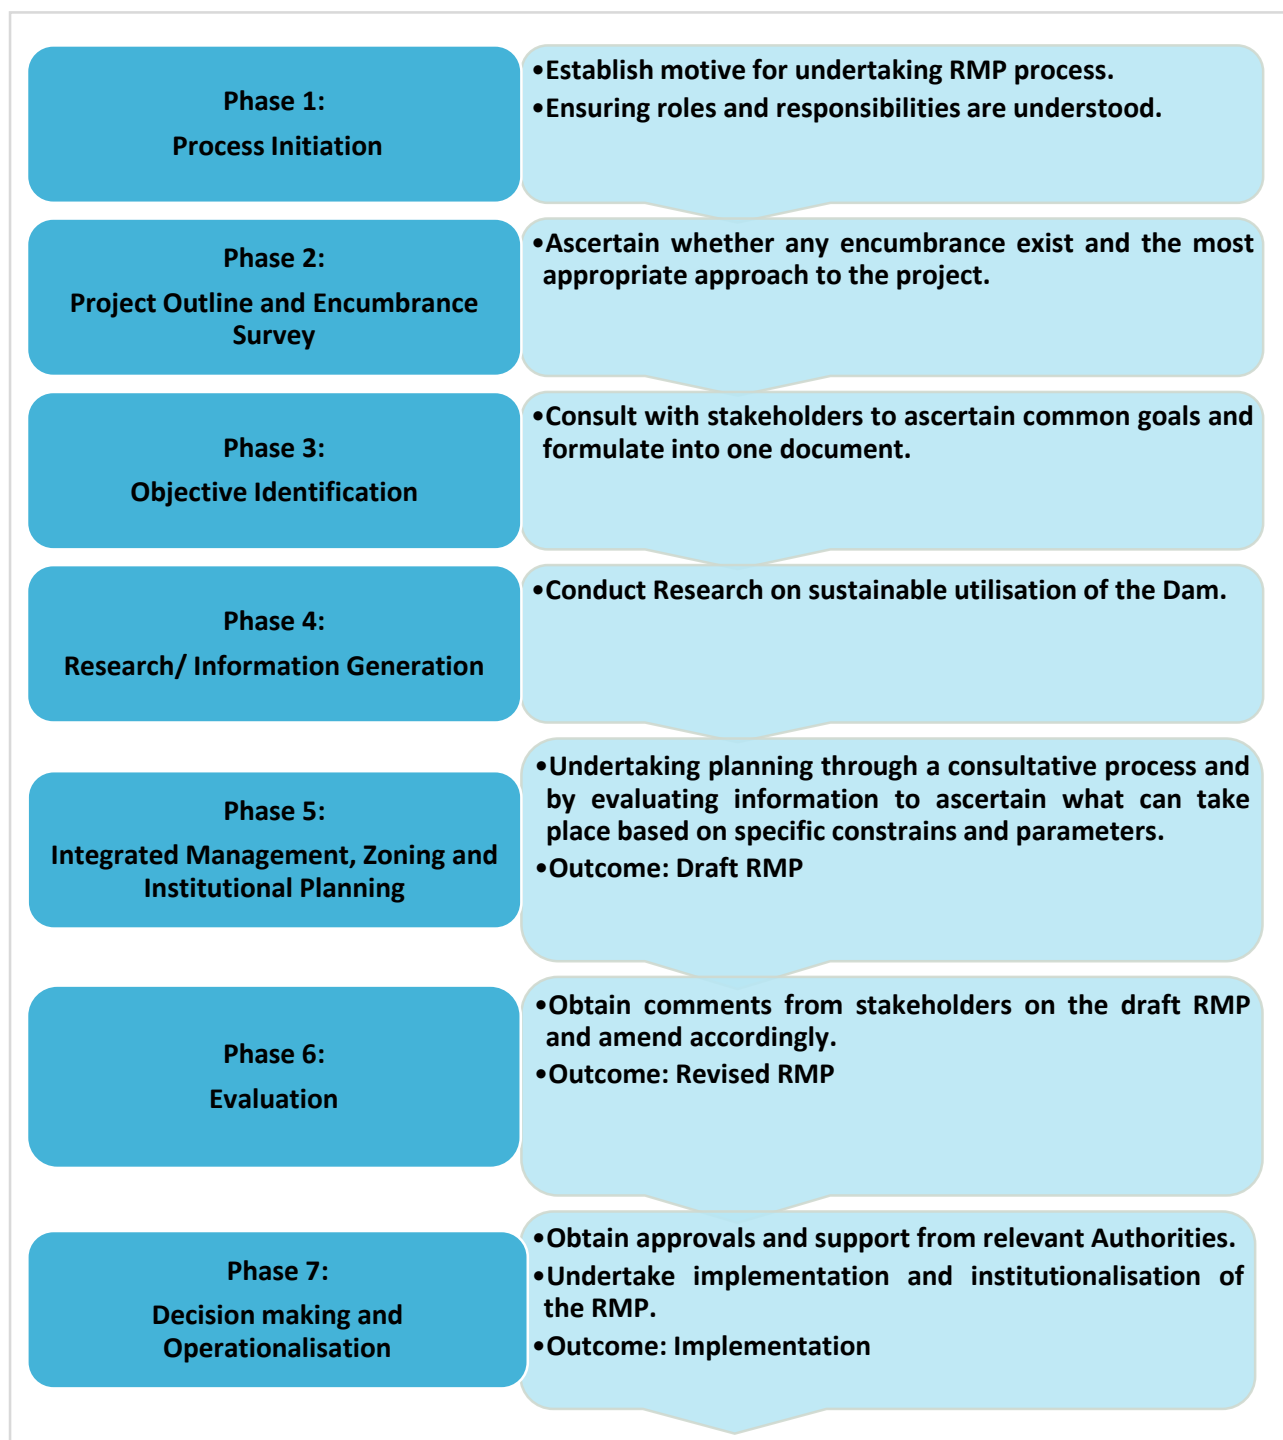 Phase 1:
Process Initiation
•Establish motive for undertaking RMP process.
•Ensuring roles and responsibilities are understood.
Phase 2:
Project Outline and Encumbrance
Survey
•Ascertain whether any encumbrance exist and the most
appropriate approach to the project.
Phase 3:
Objective Identification
•Consult with stakeholders to ascertain common goals and
formulate into one document.
Phase 4:
Research/ Information Generation
•Conduct Research on sustainable utilisation of the Dam.
Phase 5:
Integrated Management, Zoning and
Institutional Planning
•Undertaking planning through a consultative process and
by evaluating information to ascertain what can take
place based on specific constrains and parameters.
•Outcome: Draft RMP
Phase 6:
Evaluation
•Obtain comments from stakeholders on the draft RMP
and amend accordingly.
•Outcome: Revised RMP
Phase 7:
Decision making and
Operationalisation
•Obtain approvals and support from relevant Authorities.
•Undertake implementation and institutionalisation of
the RMP.
•Outcome: Implementation